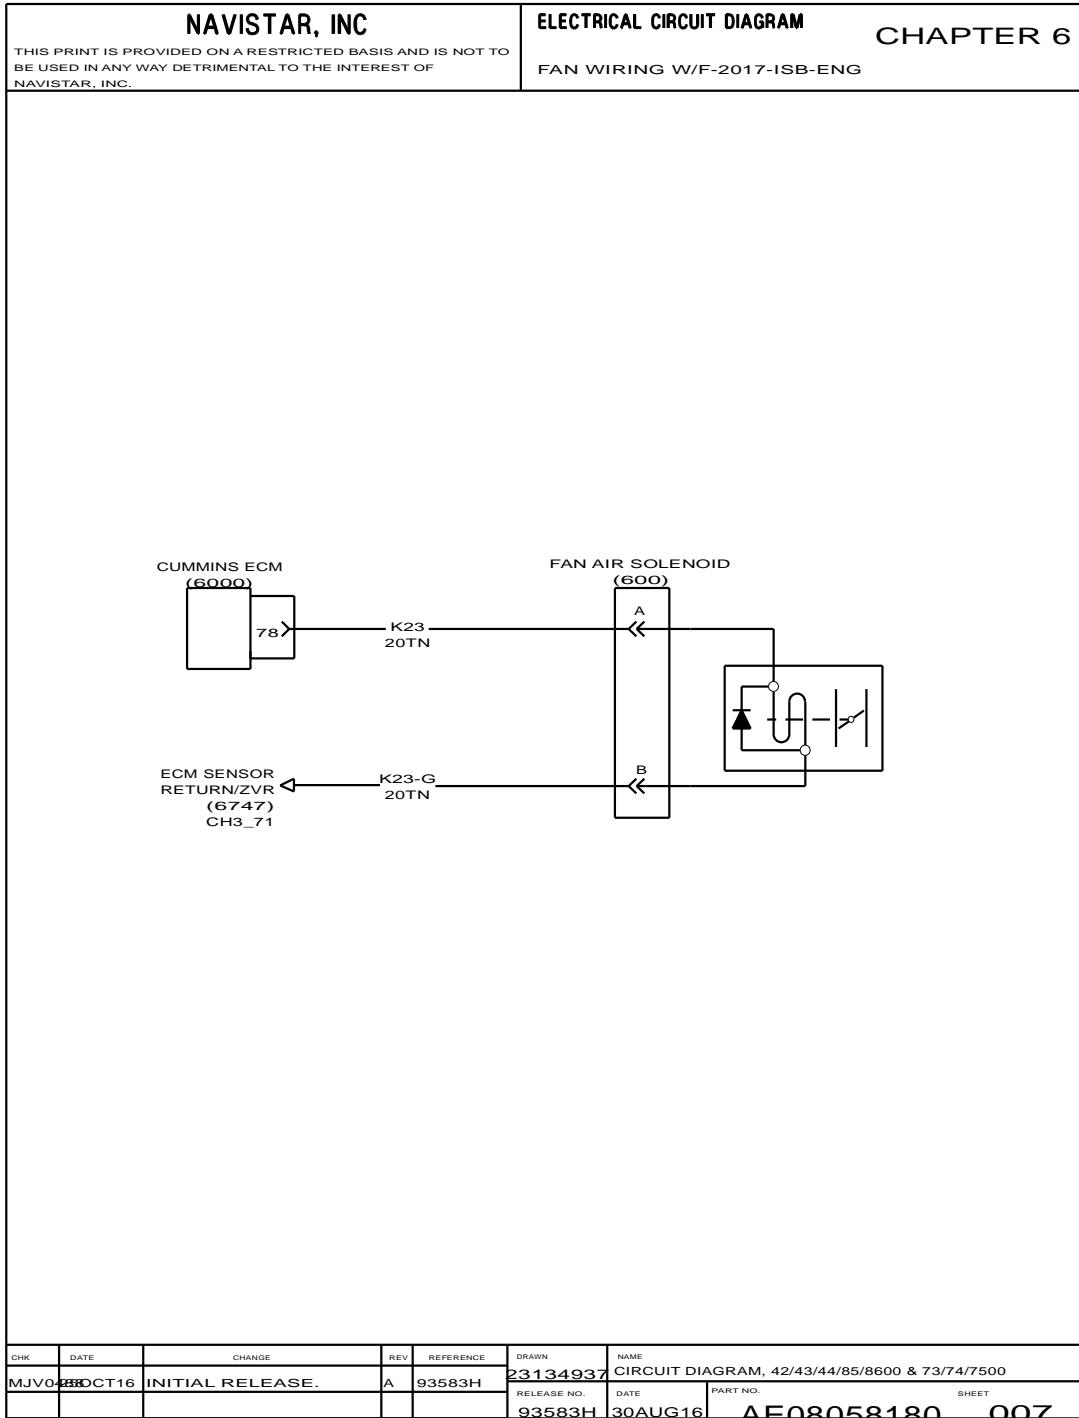 NAVISTAR, INC
THIS PRINT IS PROVIDED ON A RESTRICTED BASIS AND IS NOT TO
BE USED IN ANY WAY DETRIMENTAL TO THE INTEREST OF
NAVISTAR, INC.
ELECTRICAL CIRCUIT DIAGRAM
CHAPTER 6
FAN WIRING W/F-2017-ISB-ENG
CUMMINS ECM
(6000)
78
K23
20TN
FAN AIR SOLENOID
(600)
A
B
ECM SENSOR
RETURN/ZVR
(6747)
CH3_71
K23-G
20TN
CHK DATE CHANGE REV REFERENCE
INITIAL RELEASE. A 93583H
DRAWN
23134937
NAME
CIRCUIT DIAGRAM, 42/43/44/85/8600 & 73/74/7500
RELEASE NO.
93583H
DATE
30AUG16
PART NO.
AE08058180
SHEET
007